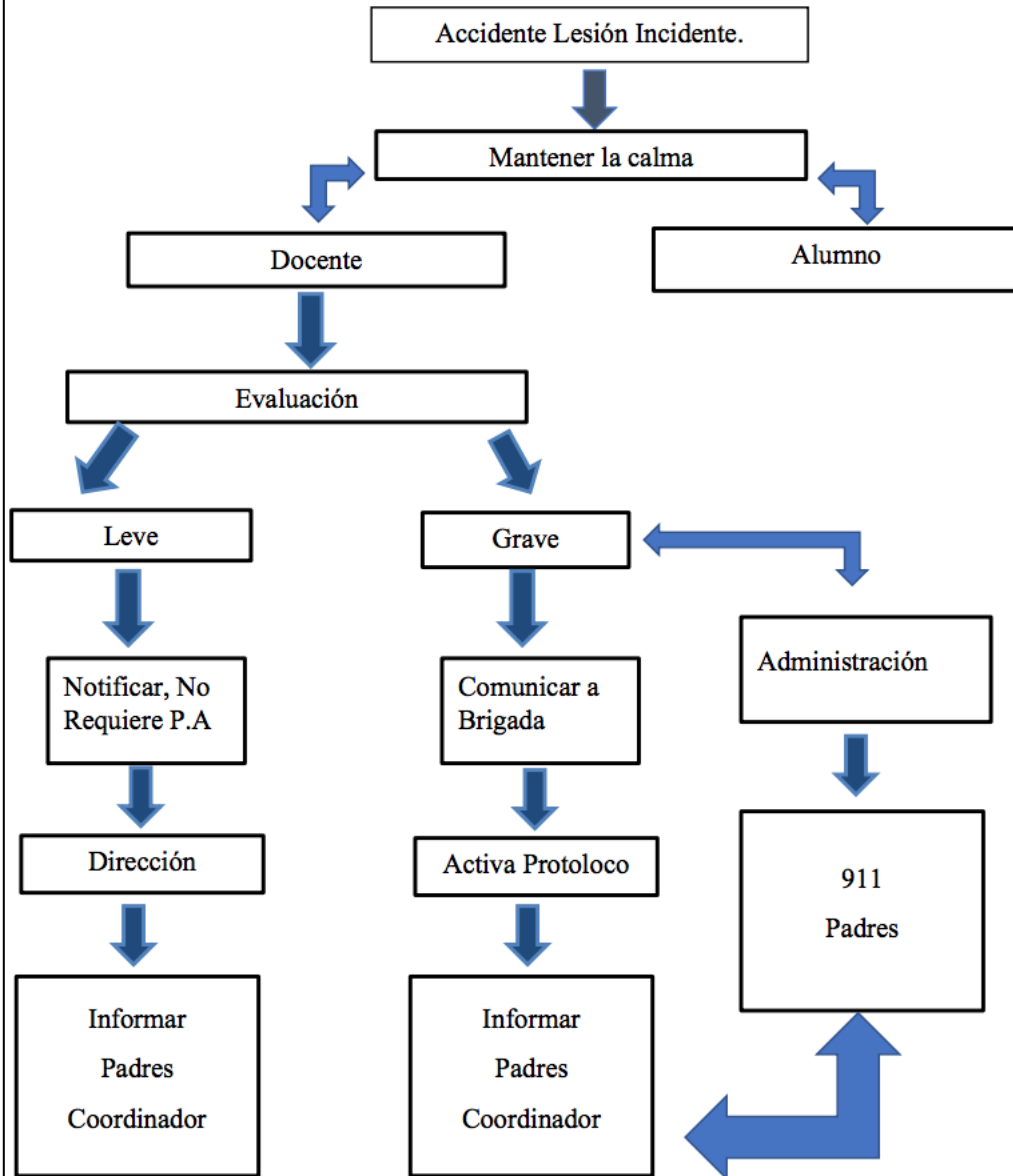 Accidente Lesión Incidente.
Mantener la calma
Docente
Alumno
Evaluación
Leve
Grave
Administración
Notificar, No
Requiere P.A
Comunicar a
Brigada
Dirección
Activa Protoloco
911
Padres
Informar
Padres
Coordinador
Informar
Padres
Coordinador